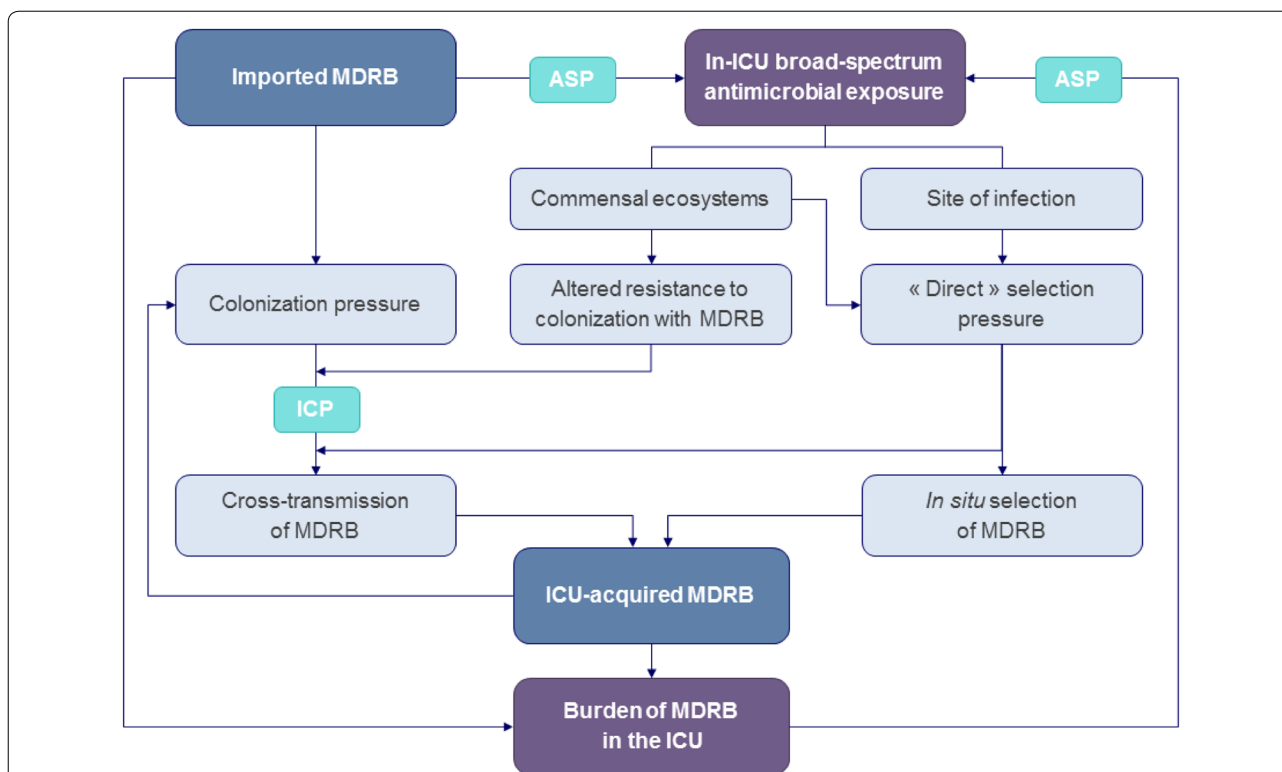 Imported MDRB
ASP
In-ICU broad-spectrum
antimicrobial exposure
ASP
Commensal ecosystems
Site of infection
Colonization pressure
Altered resistance to
colonization with MDRB
« Direct » selection
pressure
ICP
Cross-transmission
of MDRB
In situ selection
of MDRB
ICU-acquired MDRB
Burden of MDRB
in the ICU